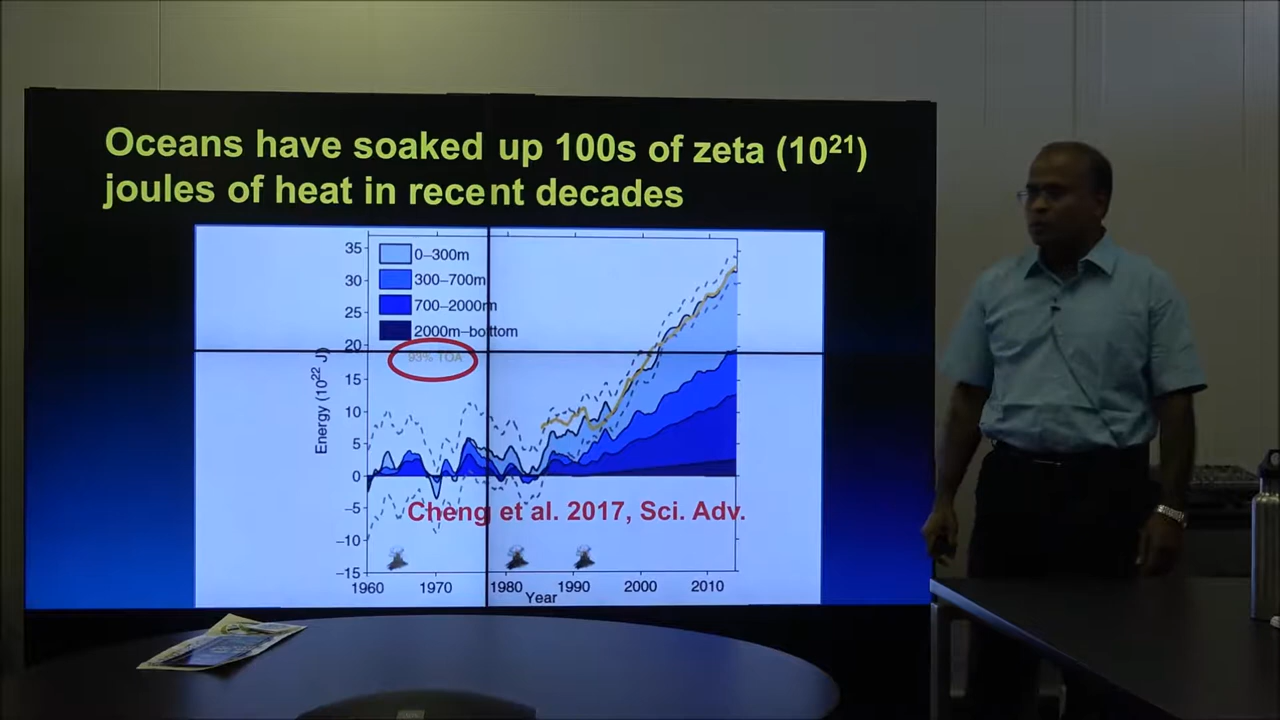 Oceans have soaked up 100s of zeta (10²¹)
joules of heat in recent decades
35
30
25
20
15
10
5
0
−5
−10
−15
Energy (10²² J)
0–300m
300–700m
700–2000m
2000m–bottom
93% TOA
Cheng et al. 2017, Sci. Adv.
1960 1970 1980 1990 2000 2010
Year